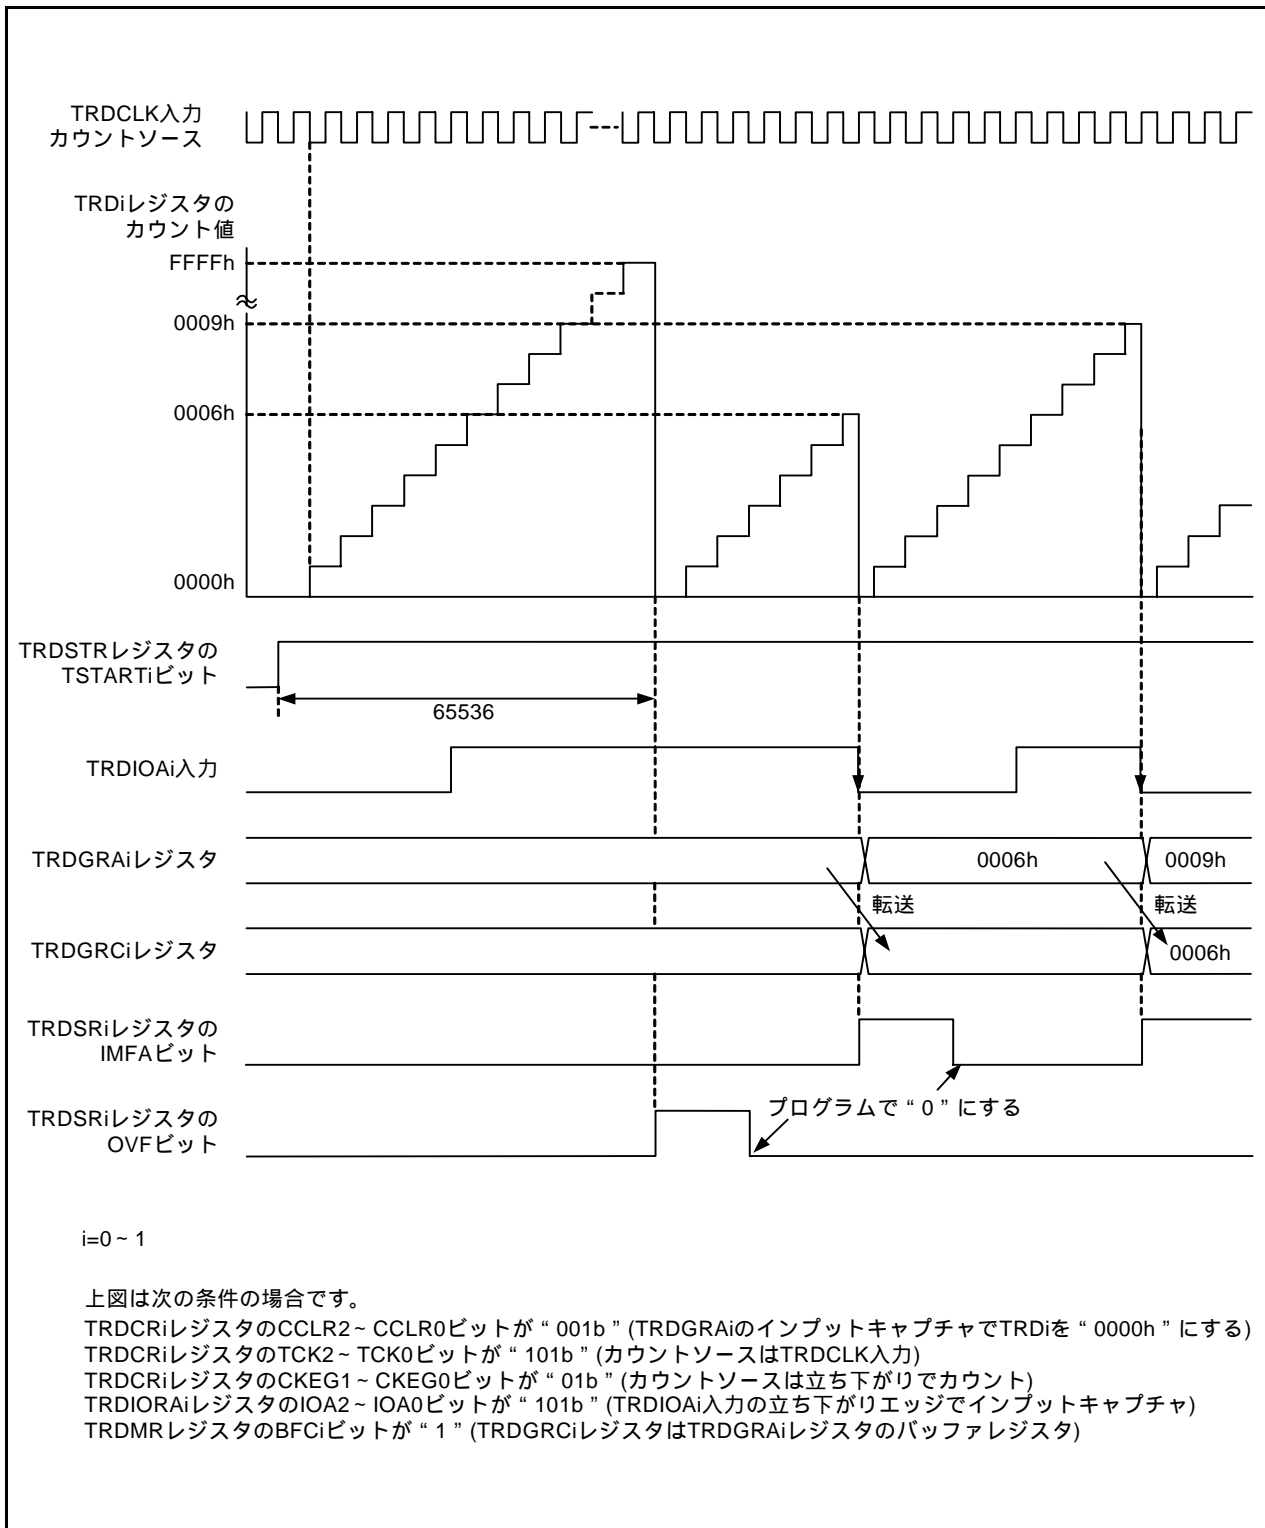 TRDCLK入力
カウントソース
TRDiレジスタの
カウント値
FFFFh
0009h
0006h
0000h
TRDSTRレジスタの
TSTARTiビット
65536
TRDIOAi入力
TRDGRAiレジスタ
0006h
0009h
転送
転送
TRDGRCiレジスタ
0006h
TRDSRiレジスタの
IMFAビット
プログラムで“0”にする
TRDSRiレジスタの
OVFビット
i=0~1
上図は次の条件の場合です。
TRDCRiレジスタのCCLR2~CCLR0ビットが“001b”(TRDGRAiのインプットキャプチャでTRDiを“0000h”にする)
TRDCRiレジスタのTCK2~TCK0ビットが“101b”(カウントソースはTRDCLK入力)
TRDCRiレジスタのCKEG1~CKEG0ビットが“01b”(カウントソースは立ち下がりでカウント)
TRDIORAiレジスタのIOA2~IOA0ビットが“101b”(TRDIOAi入力の立ち下がりエッジでインプットキャプチャ)
TRDMRレジスタのBFCiビットが“1”(TRDGRCiレジスタはTRDGRAiレジスタのバッファレジスタ)